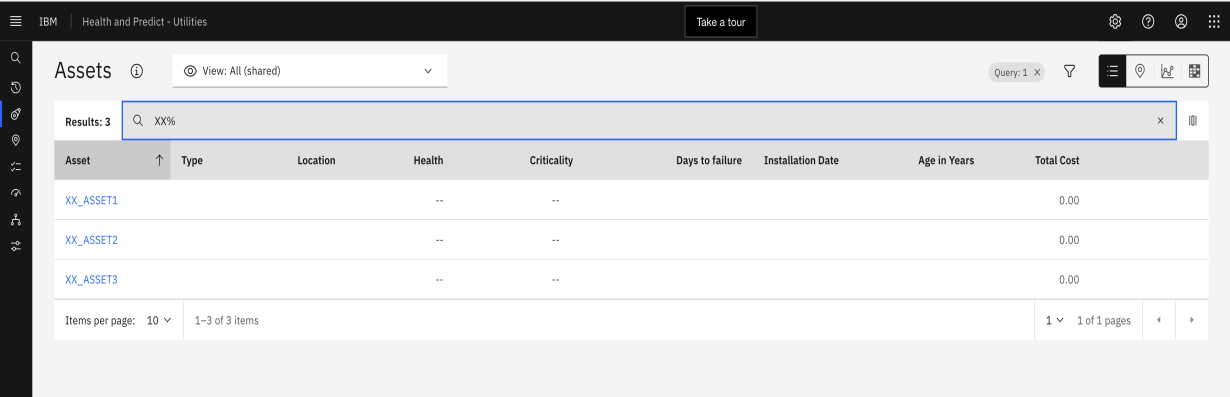 IBM Health and Predict - Utilities Take a tour
Assets View: All (shared) Query: 1 ×
Results: 3 XX% ×
Asset Type Location Health Criticality Days to failure Installation Date Age in Years Total Cost
XX_ASSET1 -- -- 0.00
XX_ASSET2 -- -- 0.00
XX_ASSET3 -- -- 0.00
Items per page: 10 1–3 of 3 items 1 1 of 1 pages